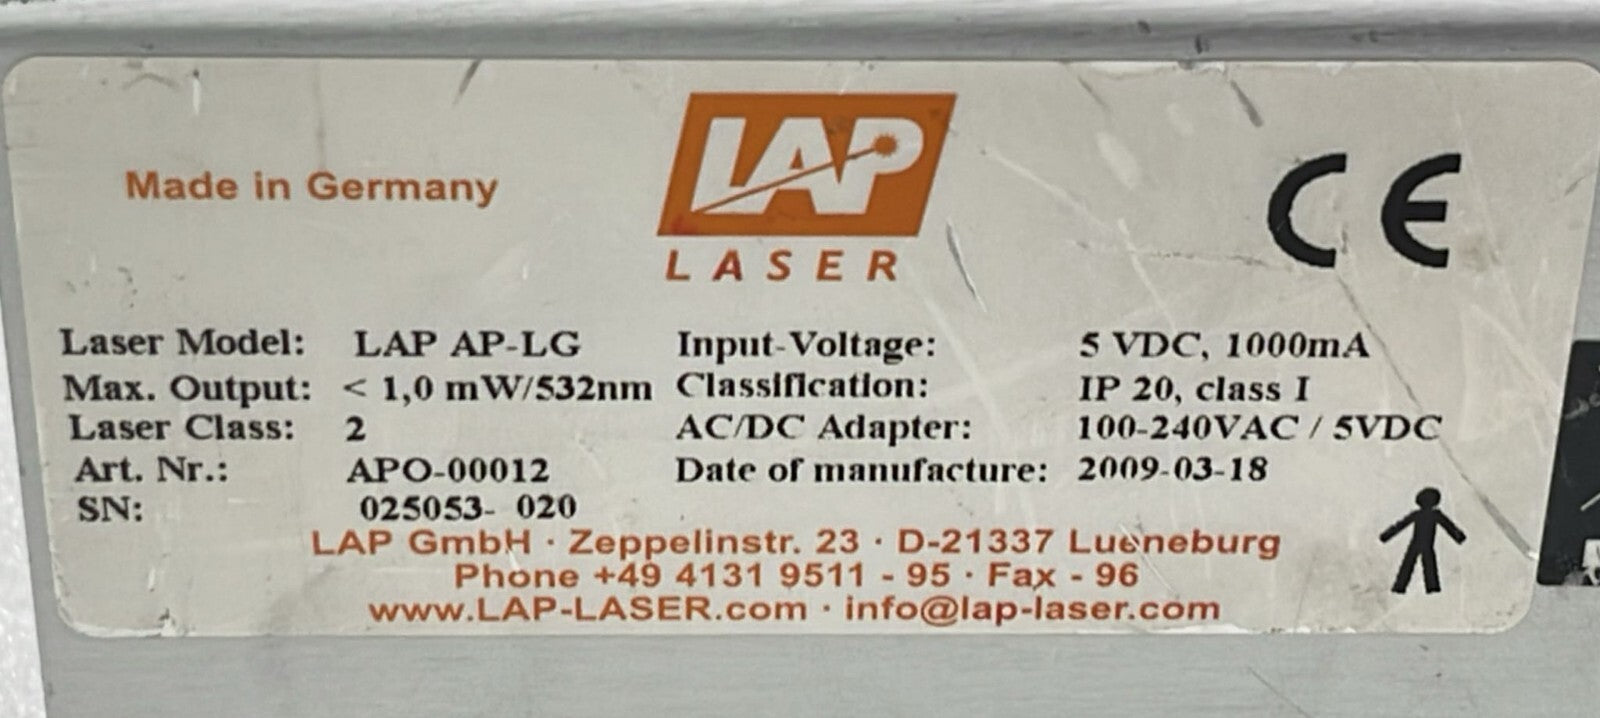 Made in Germany
LAP
LASER
CE
Laser Model: LAP AP-LG Input-Voltage: 5 VDC, 1000mA
Max. Output: < 1,0 mW/532nm Classification: IP 20, class I
Laser Class: 2 AC/DC Adapter: 100-240VAC / 5VDC
Art. Nr.: APO-00012 Date of manufacture: 2009-03-18
SN: 025053- 020
LAP GmbH · Zeppelinstr. 23 · D-21337 Lueneburg
Phone +49 4131 9511 - 95 · Fax - 96
www.LAP-LASER.com · info@lap-laser.com